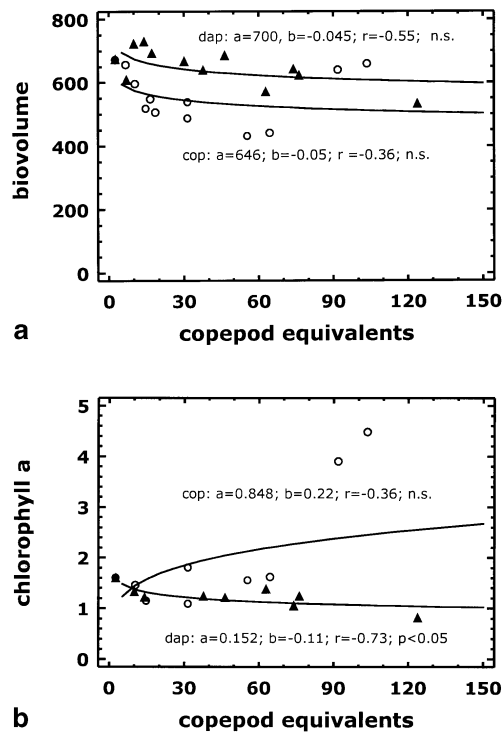 800
dap: a=700, b=-0.045; r=-0.55; n.s.
600
biovolume
400
cop: a=646; b=-0.05; r =-0.36; n.s.
200
0
0 30 60 90 120 150
a
copepod equivalents
5
4
chlorophyll a
cop: a=0.848; b=0.22; r=-0.36; n.s.
3
2
1
dap: a=0.152; b=-0.11; r=-0.73; p<0.05
0
0 30 60 90 120 150
b
copepod equivalents